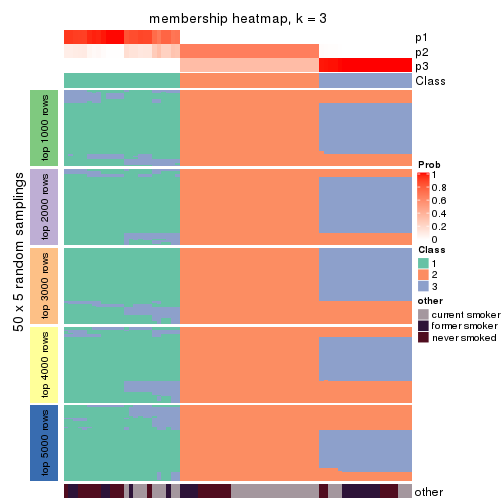 membership heatmap, k = 3
p1
p2
p3
Class
50 x 5 random samplings
top 1000 rows
top 2000 rows
top 3000 rows
top 4000 rows
top 5000 rows
Prob
1
0.8
0.6
0.4
0.2
0
Class
1
2
3
other
current smoker
former smoker
never smoked
other